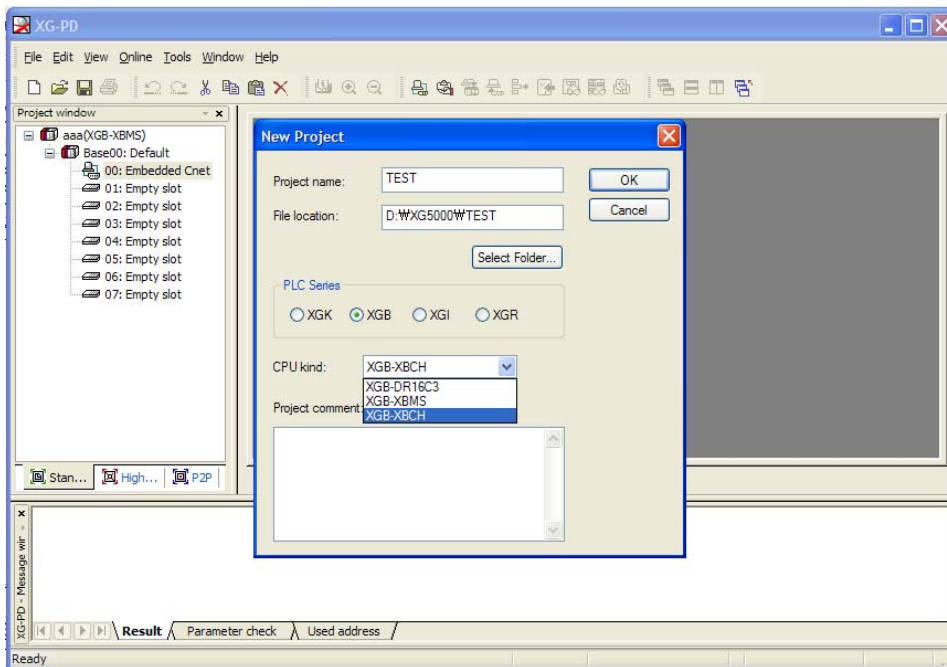 XG-PD
File Edit View Online Tools Window Help
Project window
aaa(XGB-XBMS)
Base00: Default
00: Embedded Cnet
01: Empty slot
02: Empty slot
03: Empty slot
04: Empty slot
05: Empty slot
06: Empty slot
07: Empty slot
Stan... High... P2P
New Project
Project name: TEST
OK
File location: D:₩XG5000₩TEST
Cancel
Select Folder...
PLC Series
XGK XGB XGI XGR
CPU kind: XGB-XBCH
XGB-DR16C3
XGB-XBMS
XGB-XBCH
Project comment:
XG-PD - Message wir
Result Parameter check Used address
Ready